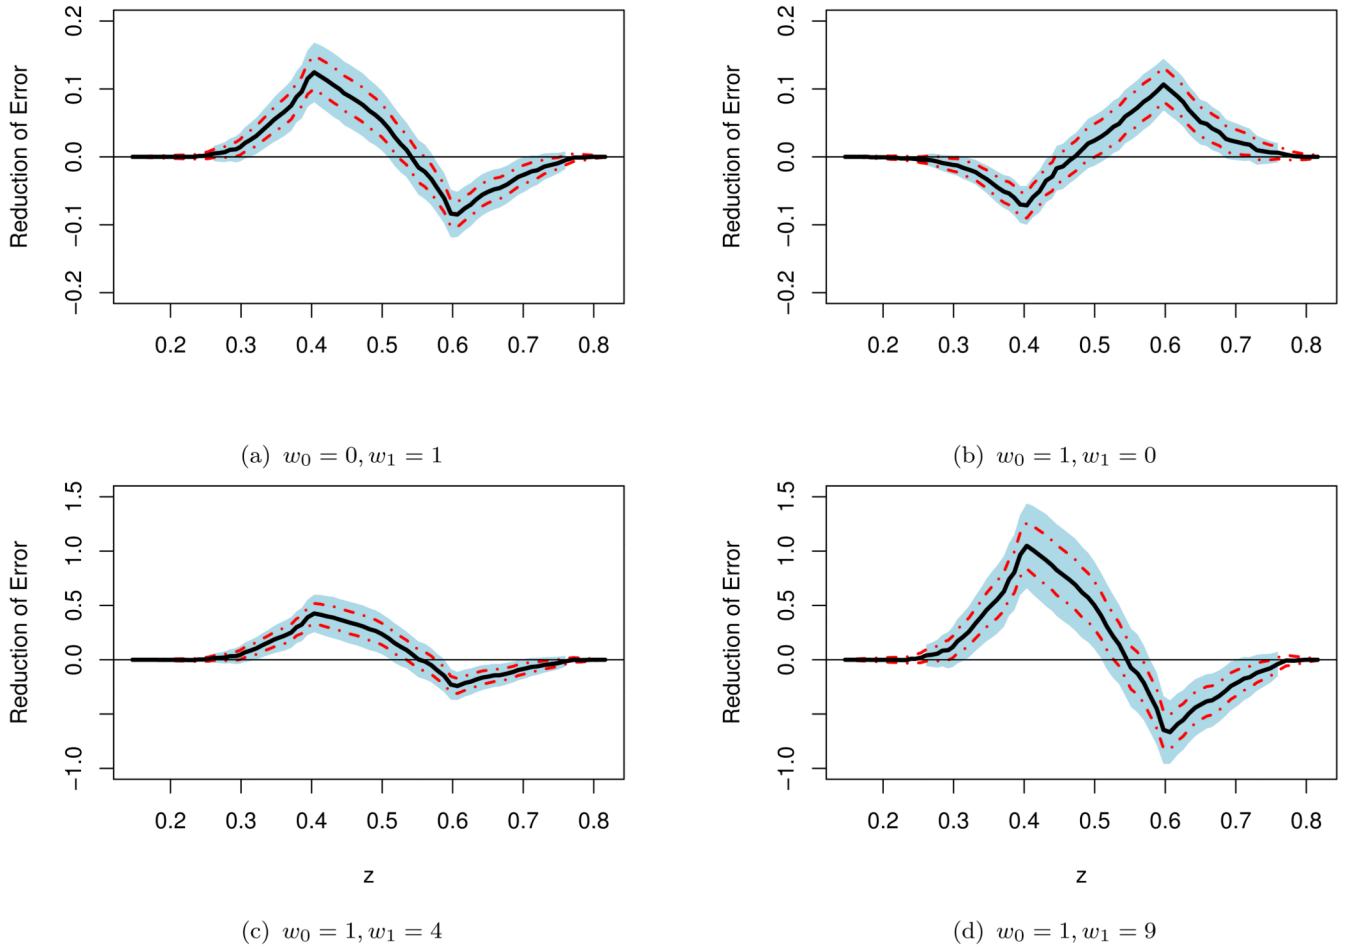 Reduction of Error
0.2
0.1
0.0
−0.1
−0.2
0.2 0.3 0.4 0.5 0.6 0.7 0.8
(a) w₀ = 0, w₁ = 1
Reduction of Error
0.2
0.1
0.0
−0.1
−0.2
0.2 0.3 0.4 0.5 0.6 0.7 0.8
(b) w₀ = 1, w₁ = 0
Reduction of Error
1.5
1.0
0.5
0.0
−1.0
0.2 0.3 0.4 0.5 0.6 0.7 0.8
z
(c) w₀ = 1, w₁ = 4
Reduction of Error
1.5
1.0
0.5
0.0
−1.0
0.2 0.3 0.4 0.5 0.6 0.7 0.8
z
(d) w₀ = 1, w₁ = 9